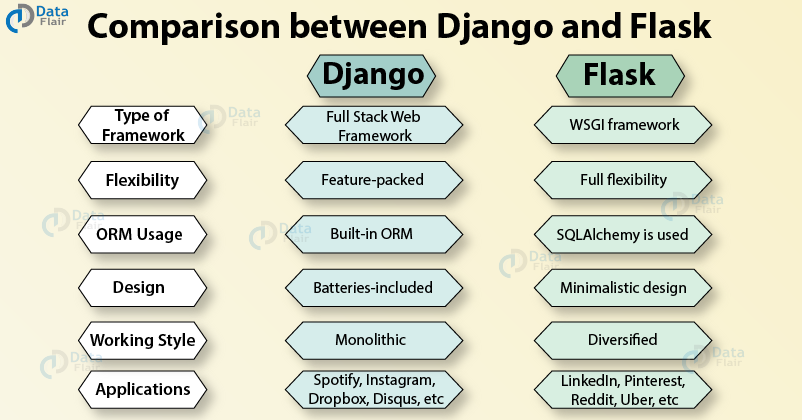 Data
Flair
Comparison between Django and Flask
Django
Flask
Type of
Framework
Full Stack Web
Framework
WSGI framework
Data
Flair
Flexibility
Feature-packed
Full flexibility
Data
Flair
Data
Flair
ORM Usage
Built-in ORM
SQLAlchemy is used
Data
Flair
Data
Flair
Design
Batteries-included
Minimalistic design
Working Style
Monolithic
Diversified
Data
Flair
Data
Flair
Applications
Spotify, Instagram,
Dropbox, Disqus, etc
LinkedIn, Pinterest,
Reddit, Uber, etc